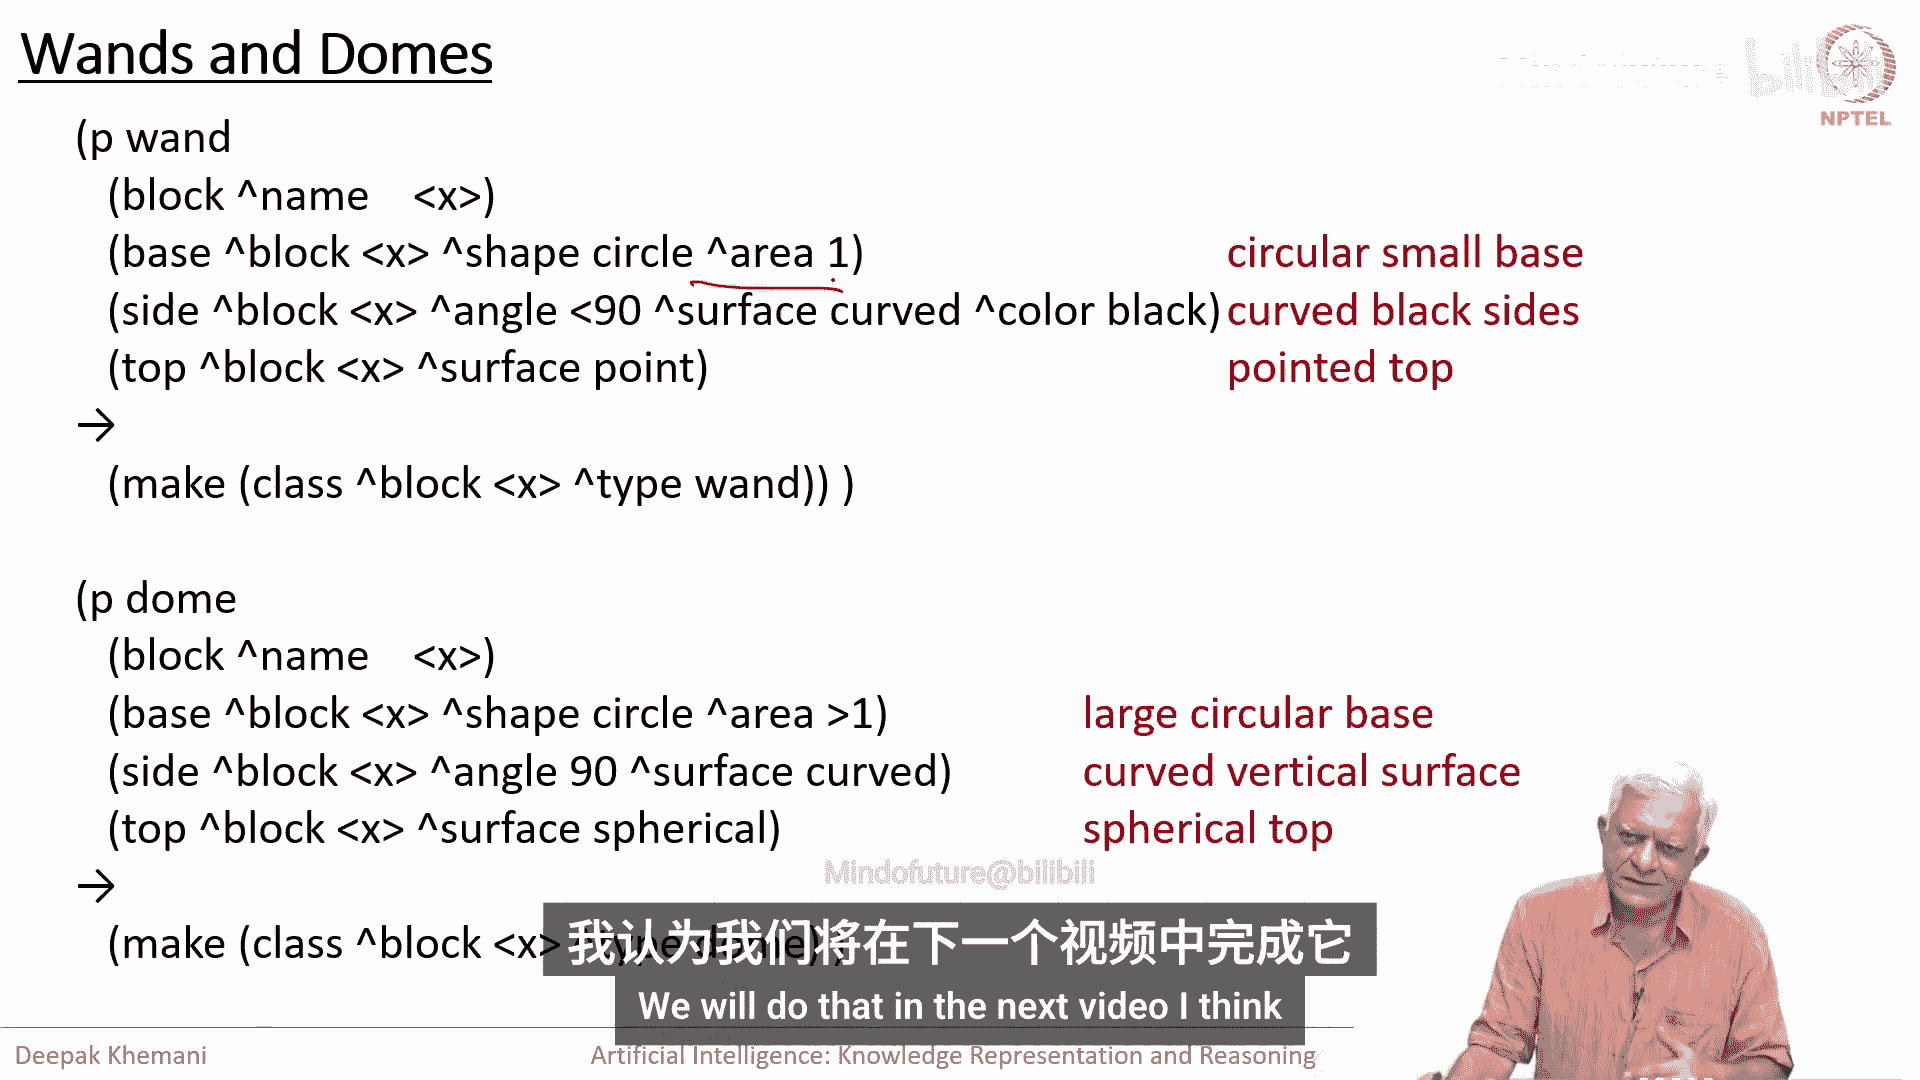 Wands and Domes
bilibili
NPTEL
(p wand
(block ^name <x>)
(base ^block <x> ^shape circle ^area 1) circular small base
(side ^block <x> ^angle <90 ^surface curved ^color black) curved black sides
(top ^block <x> ^surface point) pointed top
→
(make (class ^block <x> ^type wand)) )
(p dome
(block ^name <x>)
(base ^block <x> ^shape circle ^area >1) large circular base
(side ^block <x> ^angle 90 ^surface curved) curved vertical surface
(top ^block <x> ^surface spherical) spherical top
Mindofuture@bilibili
→
(make (class ^block <x> ^type dome) )
我认为我们将在下一个视频中完成它
We will do that in the next video I think
Deepak Khemani Artificial Intelligence: Knowledge Representation and Reasoning